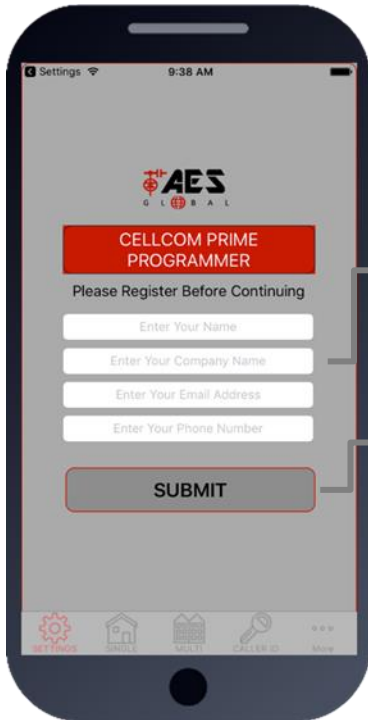 Settings 9:38 AM
AES
GLOBAL
CELLCOM PRIME
PROGRAMMER
Please Register Before Continuing
Enter Your Name
Enter Your Company Name
Enter Your Email Address
Enter Your Phone Number
SUBMIT
SETTINGS SINGLE MULTI CALLER ID More